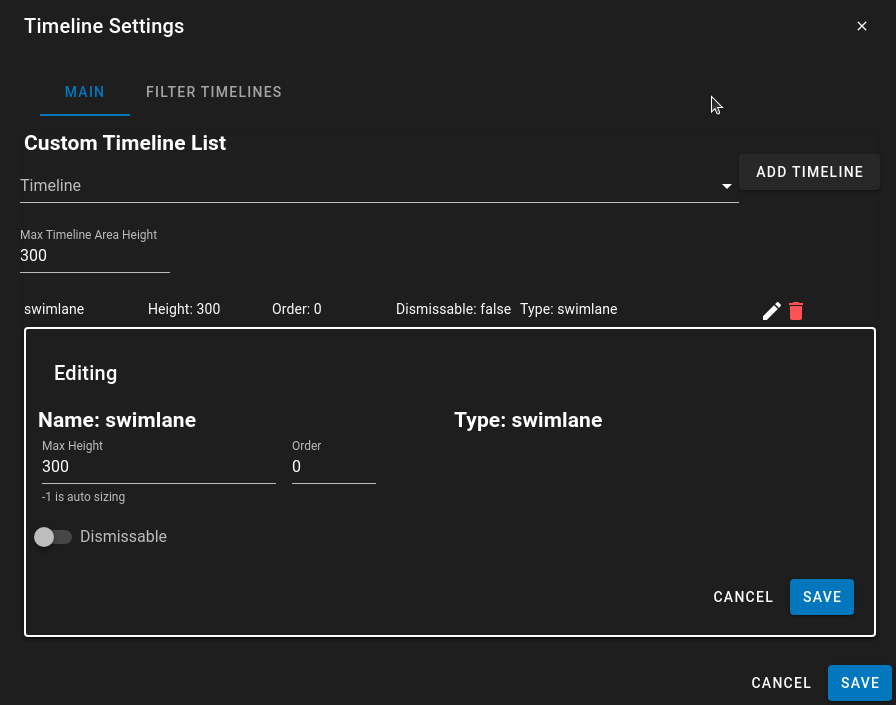 Timeline Settings
MAIN FILTER TIMELINES
Custom Timeline List
ADD TIMELINE
Timeline
Max Timeline Area Height
300
swimlane Height: 300 Order: 0 Dismissable: false Type: swimlane
Editing
Name: swimlane Type: swimlane
Max Height Order
300 0
-1 is auto sizing
Dismissable
CANCEL SAVE
CANCEL SAVE